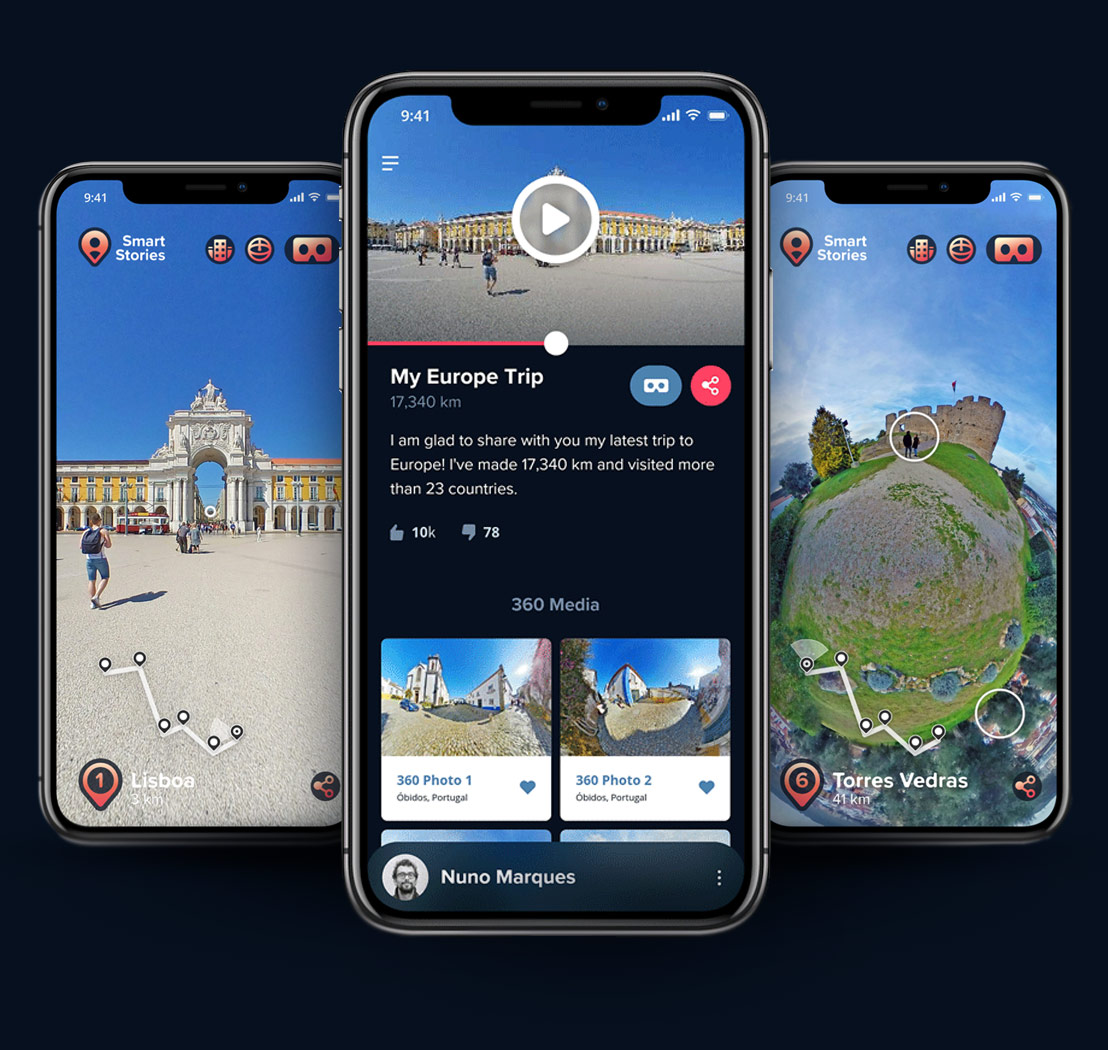 9:41
Smart
Stories
1
Lisboa
3 km
9:41
My Europe Trip
17,340 km
I am glad to share with you my latest trip to
Europe! I've made 17,340 km and visited more
than 23 countries.
10k 78
360 Media
360 Photo 1
Óbidos, Portugal
360 Photo 2
Óbidos, Portugal
Nuno Marques
9:41
Smart
Stories
6
Torres Vedras
41 km